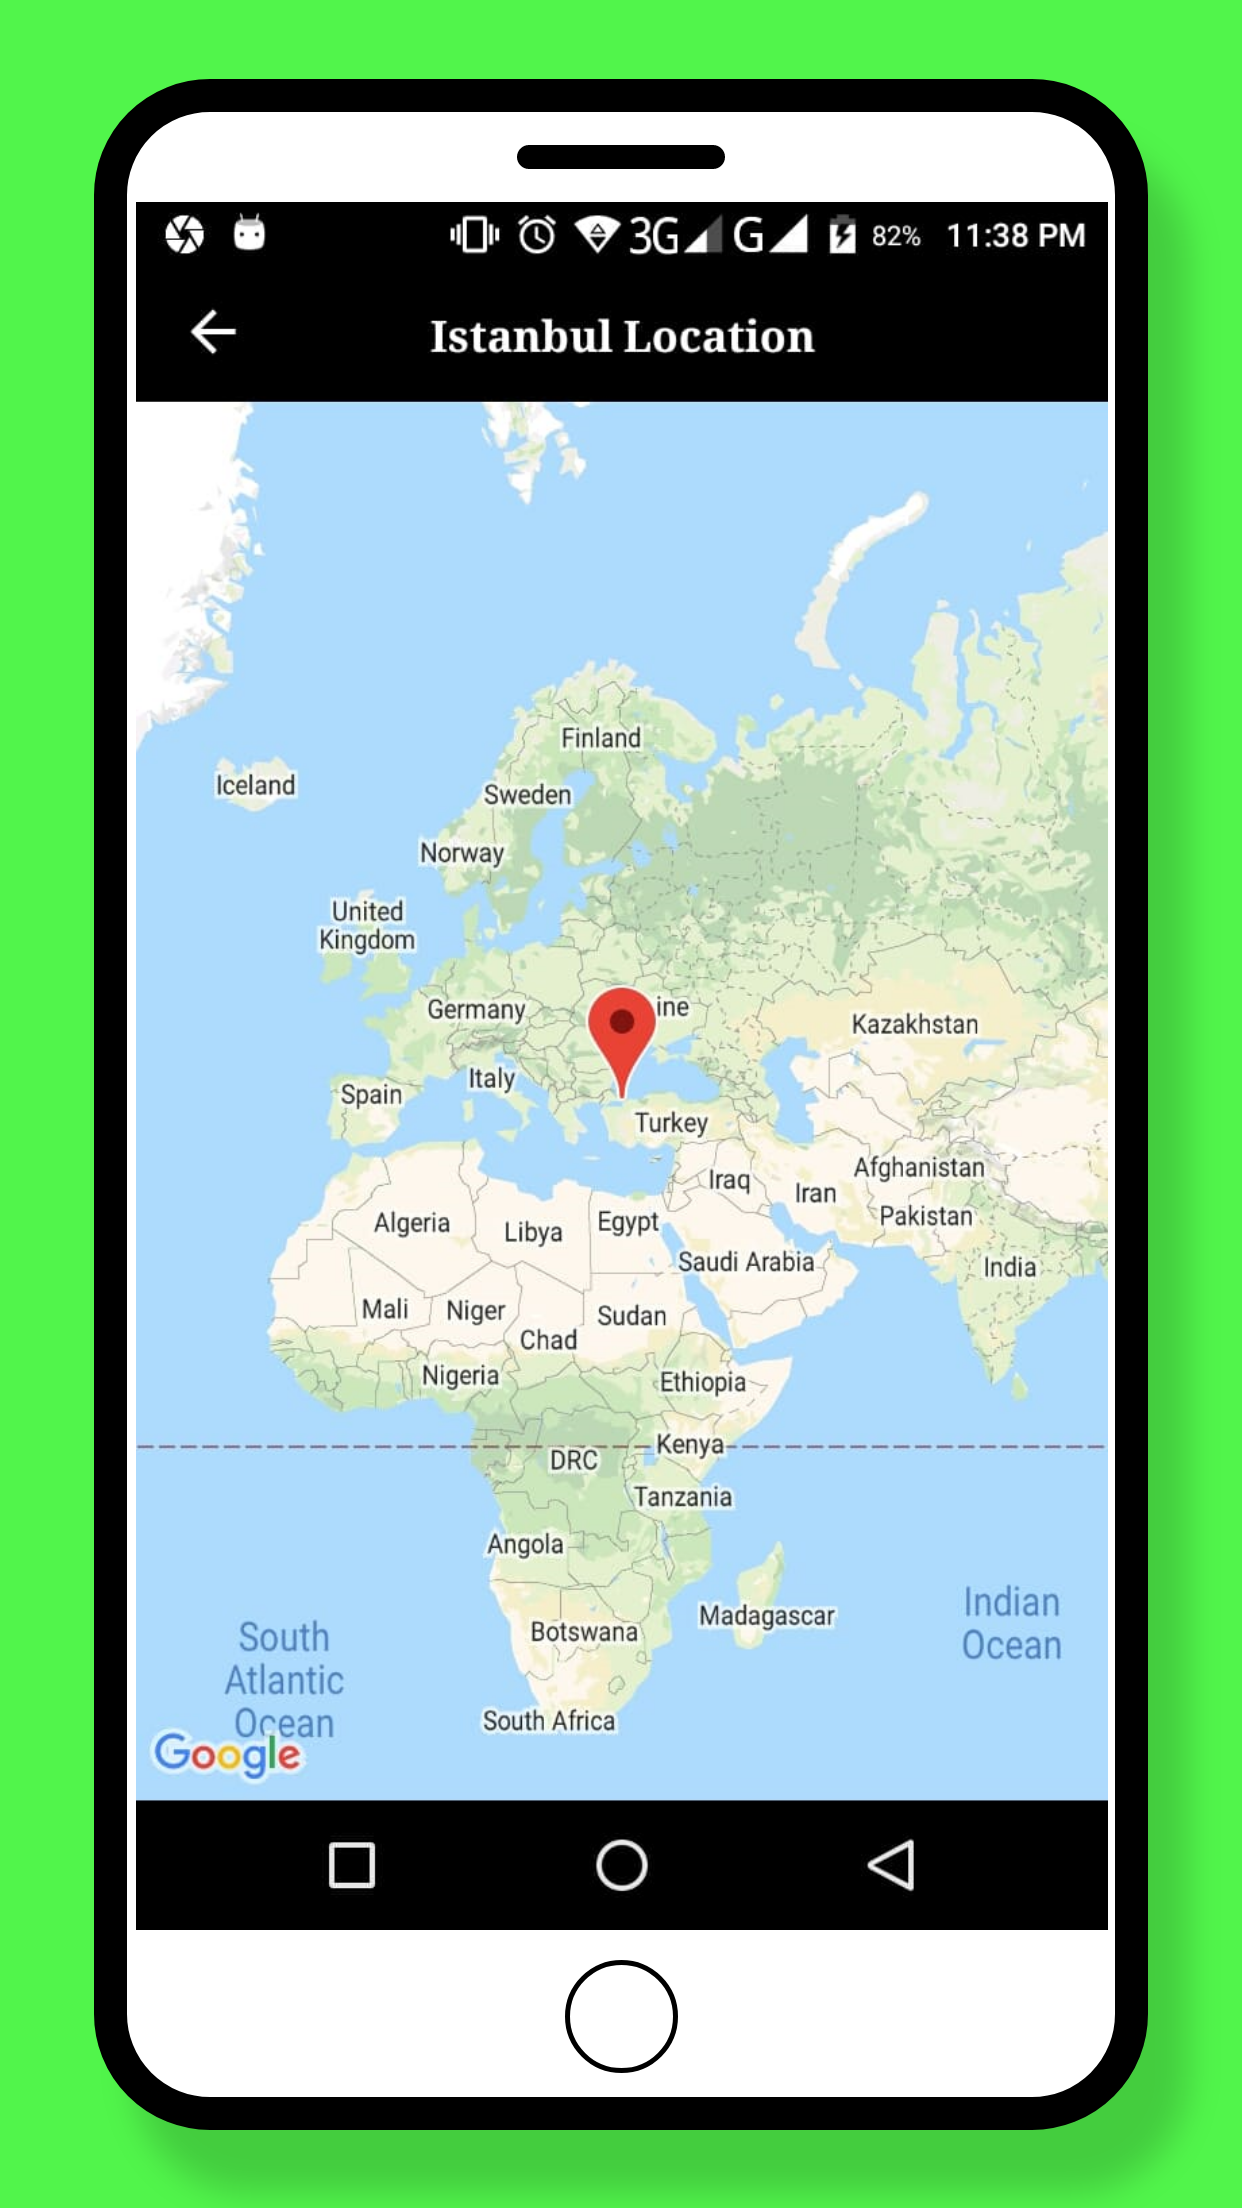 3G G 82% 11:38 PM
Istanbul Location
Finland
Iceland
Sweden
Norway
United
Kingdom
Germany
ine
Kazakhstan
Italy
Spain
Turkey
Afghanistan
Iraq
Iran
Pakistan
Algeria
Libya
Egypt
Saudi Arabia
India
Mali
Niger
Sudan
Chad
Nigeria
Ethiopia
Kenya
DRC
Tanzania
Angola
Indian
Ocean
Madagascar
Botswana
South
Atlantic
Ocean
South Africa
Google